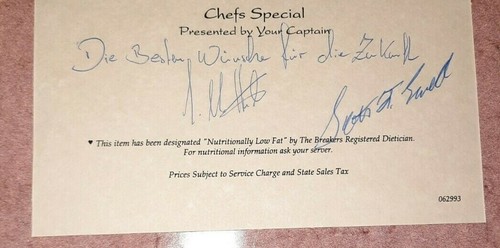 Chefs Special
Presented by Your Captain
Die Besten Wünsche für die Zukunft
♥ This item has been designated "Nutritionally Low Fat" by The Breakers Registered Dietician.
For nutritional information ask your server.
Prices Subject to Service Charge and State Sales Tax
062993